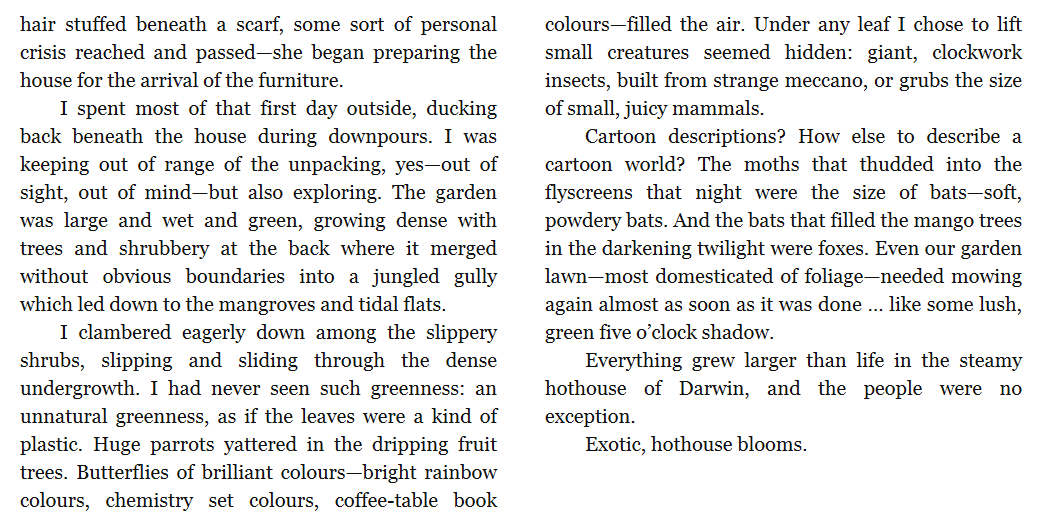 hair stuffed beneath a scarf, some sort of personal
crisis reached and passed—she began preparing the
house for the arrival of the furniture.
I spent most of that first day outside, ducking
back beneath the house during downpours. I was
keeping out of range of the unpacking, yes—out of
sight, out of mind—but also exploring. The garden
was large and wet and green, growing dense with
trees and shrubbery at the back where it merged
without obvious boundaries into a jungled gully
which led down to the mangroves and tidal flats.
I clambered eagerly down among the slippery
shrubs, slipping and sliding through the dense
undergrowth. I had never seen such greenness: an
unnatural greenness, as if the leaves were a kind of
plastic. Huge parrots yattered in the dripping fruit
trees. Butterflies of brilliant colours—bright rainbow
colours, chemistry set colours, coffee-table book
colours—filled the air. Under any leaf I chose to lift
small creatures seemed hidden: giant, clockwork
insects, built from strange meccano, or grubs the size
of small, juicy mammals.
Cartoon descriptions? How else to describe a
cartoon world? The moths that thudded into the
flyscreens that night were the size of bats—soft,
powdery bats. And the bats that filled the mango trees
in the darkening twilight were foxes. Even our garden
lawn—most domesticated of foliage—needed mowing
again almost as soon as it was done ... like some lush,
green five o’clock shadow.
Everything grew larger than life in the steamy
hothouse of Darwin, and the people were no
exception.
Exotic, hothouse blooms.